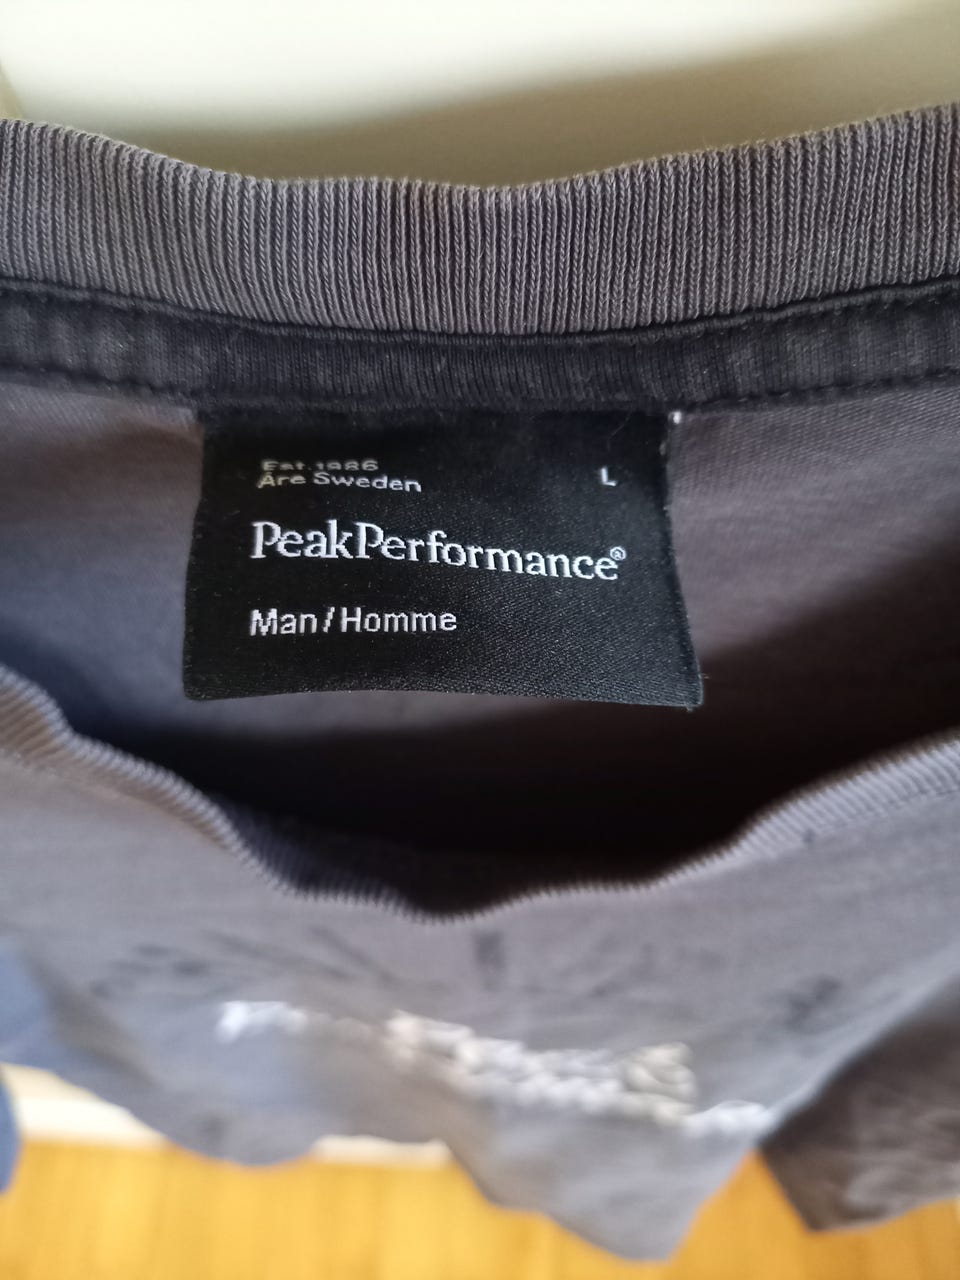 Est. 1986
Åre Sweden
L
PeakPerformance®
Man/Homme